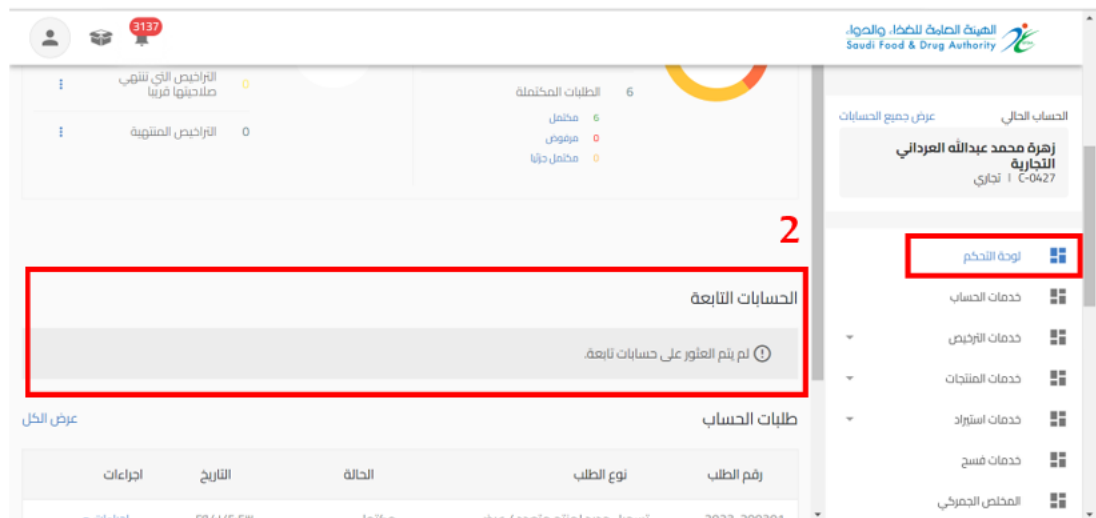 3137
الهيئة العامة للغذاء والدواء
Saudi Food & Drug Authority
الحساب الحالي
عرض جميع الحسابات
زهرة محمد عبدالله العرداني
التجارية
C-0427 | تجاري
لوحة التحكم
خدمات الحساب
خدمات الترخيص
خدمات المنتجات
خدمات استيراد
خدمات فسح
المخلص الجمركي
6 الطلبات المكتملة
6 مكتمل
0 مرفوض
0 مكتمل جزئيا
0 التراخيص التي تنتهي
صلاحيتها قريبا
0 التراخيص المنتهية
2
الحسابات التابعة
لم يتم العثور على حسابات تابعة.
طلبات الحساب
عرض الكل
رقم الطلب نوع الطلب الحالة التاريخ اجراءات